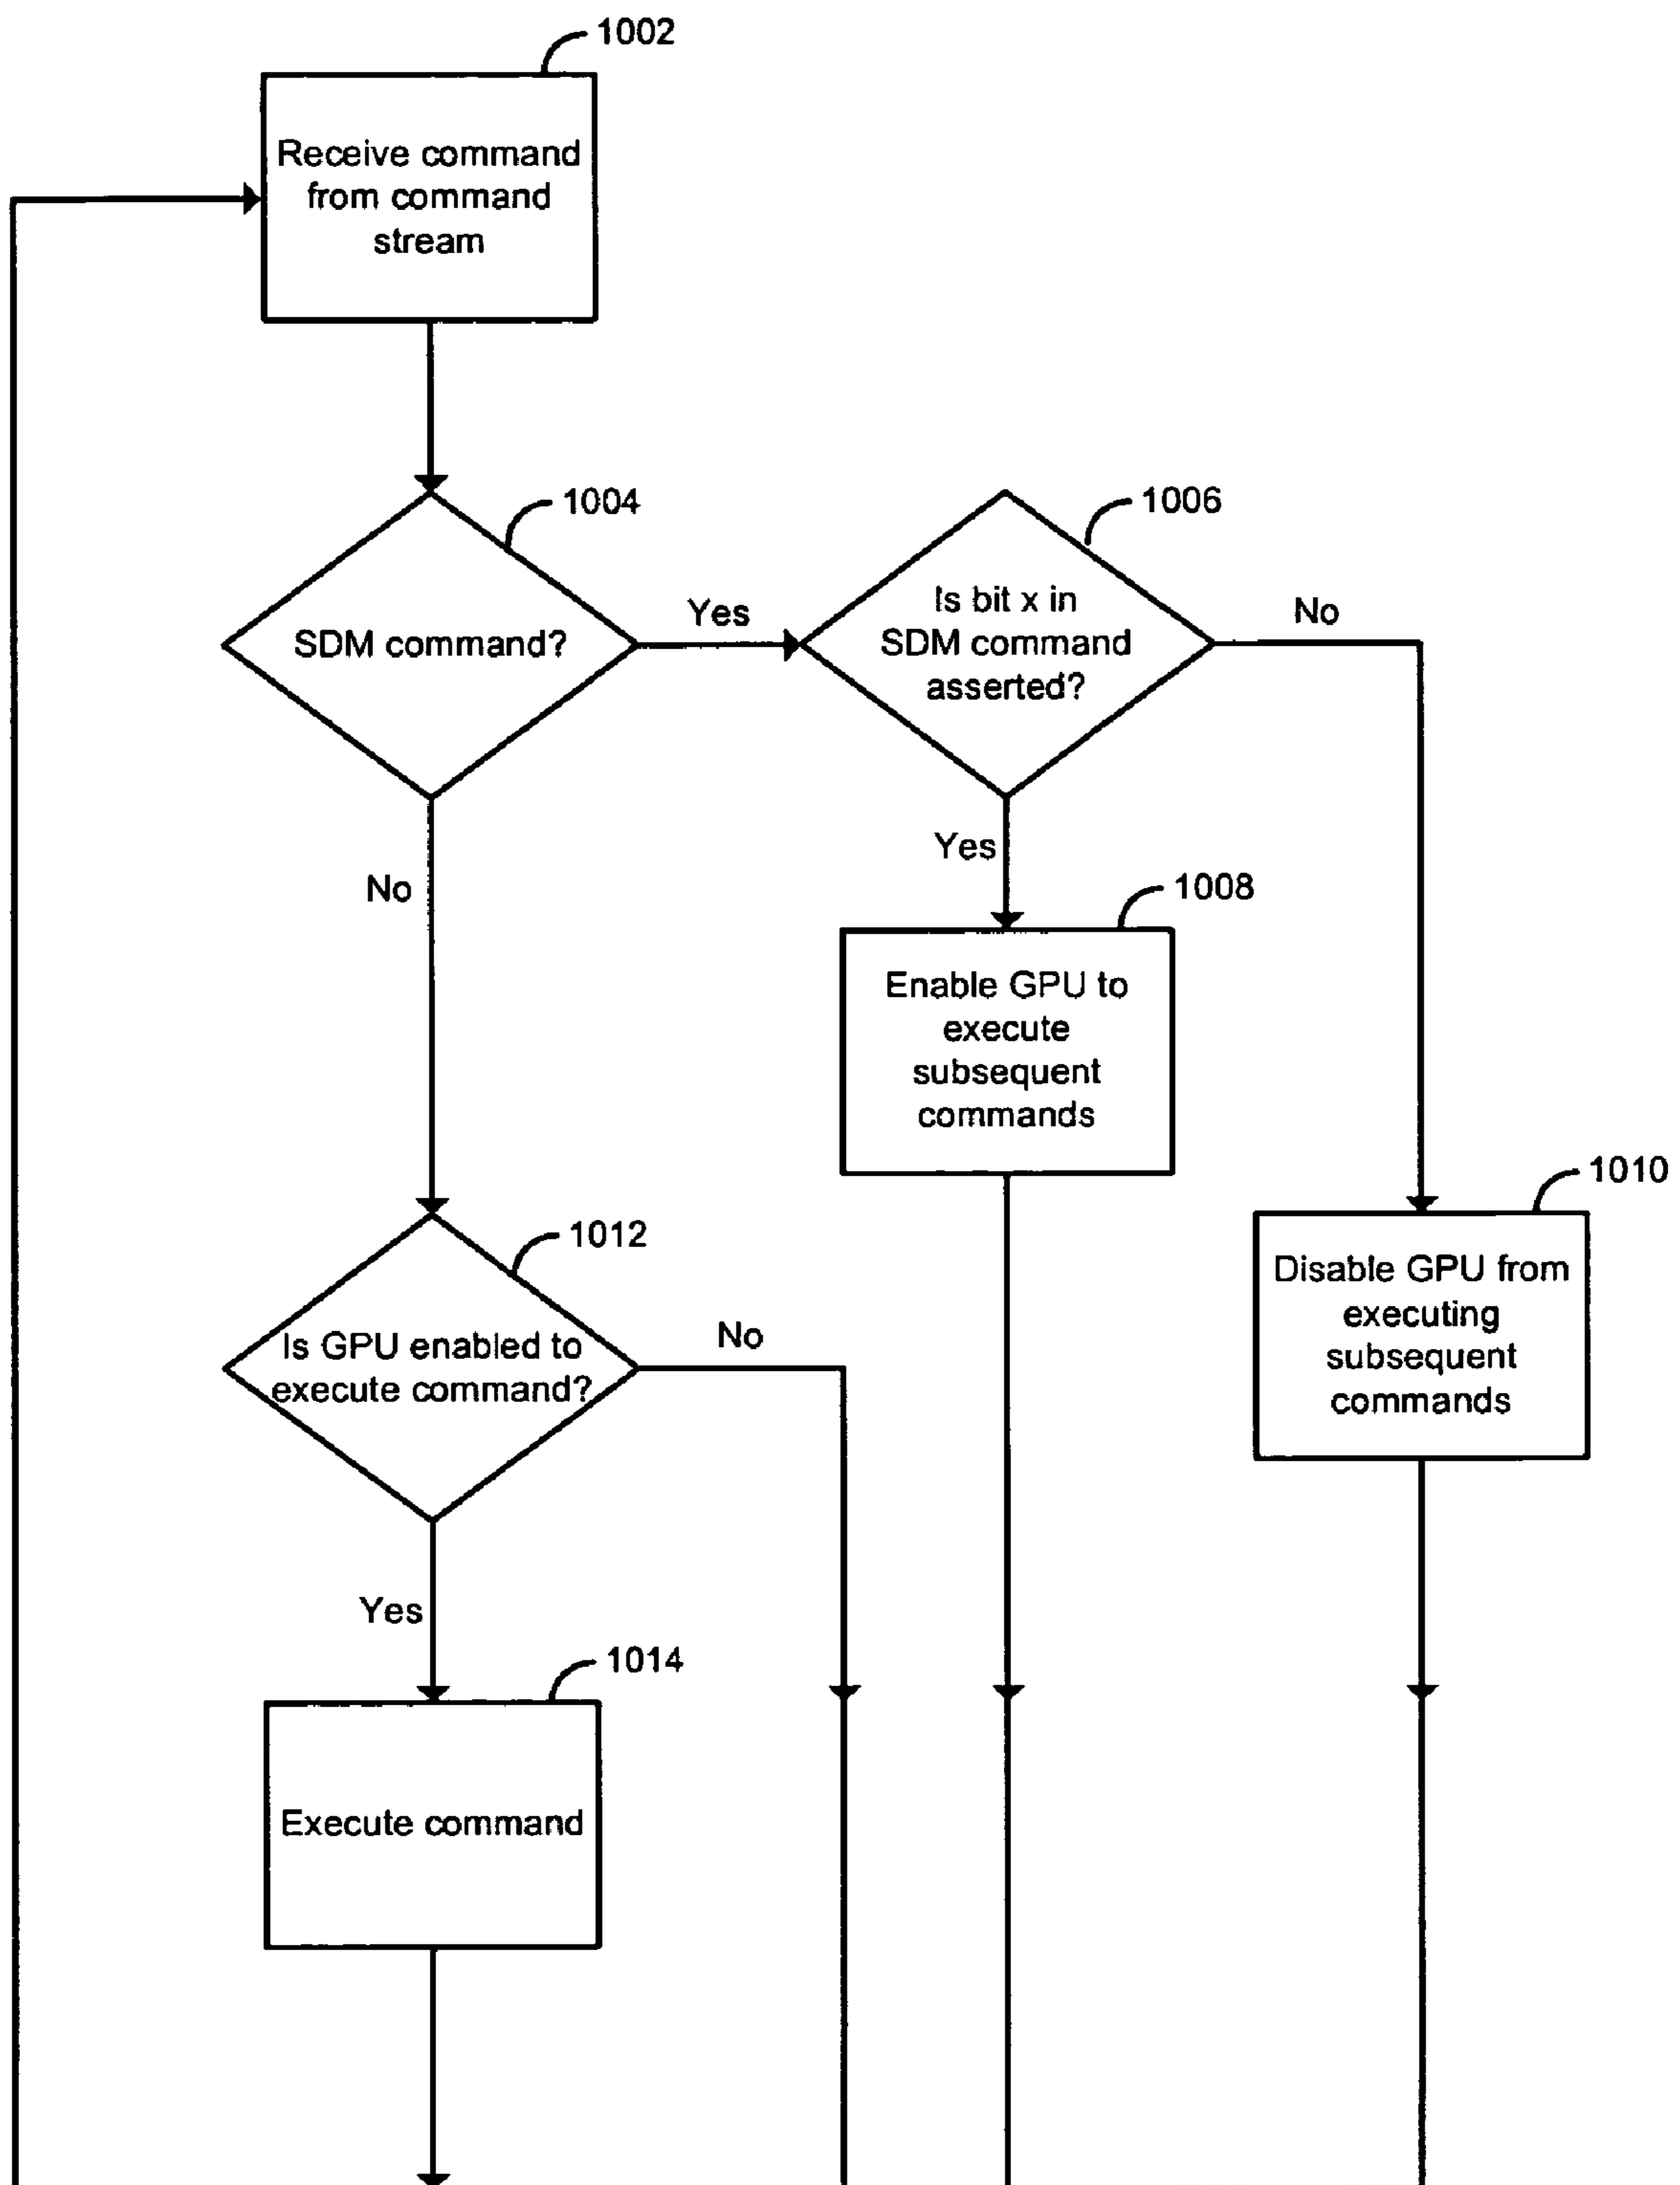 1002
Receive command
from command
stream
1004
SDM command?
Yes
1006
Is bit x in
SDM command
asserted?
No
Yes
No
1008
Enable GPU to
execute
subsequent
commands
1010
Disable GPU from
executing
subsequent
commands
1012
Is GPU enabled to
execute command?
No
Yes
1014
Execute command